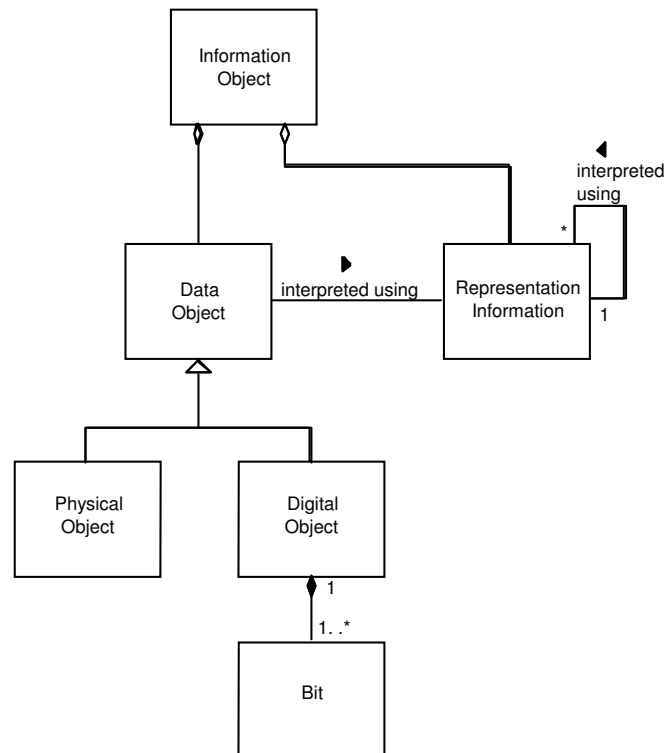 Information
Object
interpreted
using
*
1
Data
Object
interpreted using
Representation
Information
Physical
Object
Digital
Object
1
1. .*
Bit